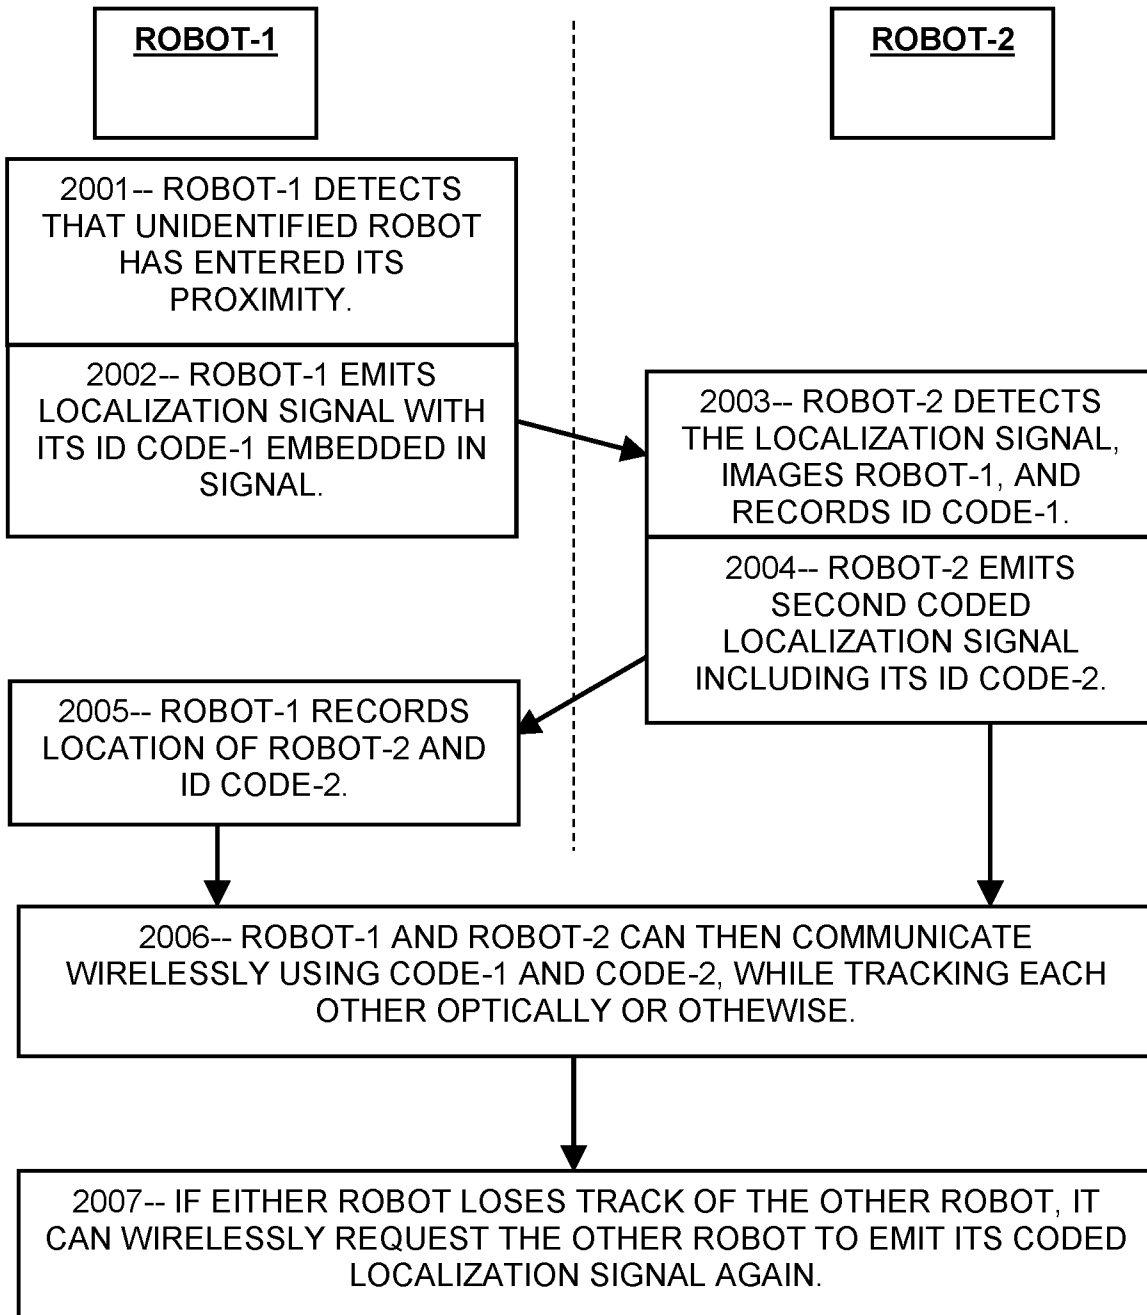 ROBOT-1
ROBOT-2
2001-- ROBOT-1 DETECTS
THAT UNIDENTIFIED ROBOT
HAS ENTERED ITS
PROXIMITY.
2002-- ROBOT-1 EMITS
LOCALIZATION SIGNAL WITH
ITS ID CODE-1 EMBEDDED IN
SIGNAL.
2003-- ROBOT-2 DETECTS
THE LOCALIZATION SIGNAL,
IMAGES ROBOT-1, AND
RECORDS ID CODE-1.
2004-- ROBOT-2 EMITS
SECOND CODED
LOCALIZATION SIGNAL
INCLUDING ITS ID CODE-2.
2005-- ROBOT-1 RECORDS
LOCATION OF ROBOT-2 AND
ID CODE-2.
2006-- ROBOT-1 AND ROBOT-2 CAN THEN COMMUNICATE
WIRELESSLY USING CODE-1 AND CODE-2, WHILE TRACKING EACH
OTHER OPTICALLY OR OTHEWISE.
2007-- IF EITHER ROBOT LOSES TRACK OF THE OTHER ROBOT, IT
CAN WIRELESSLY REQUEST THE OTHER ROBOT TO EMIT ITS CODED
LOCALIZATION SIGNAL AGAIN.